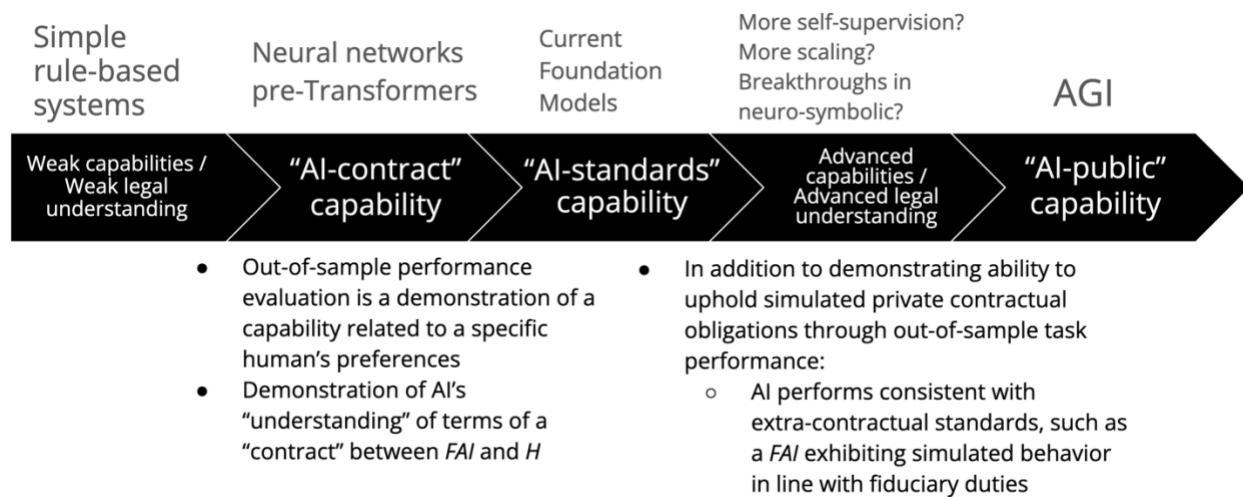 Simple
rule-based
systems
Neural networks
pre-Transformers
Current
Foundation
Models
More self-supervision?
More scaling?
Breakthroughs in
neuro-symbolic?
AGI
Weak capabilities /
Weak legal
understanding
“AI-contract”
capability
“AI-standards”
capability
Advanced
capabilities /
Advanced legal
understanding
“AI-public”
capability
● Out-of-sample performance
evaluation is a demonstration of a
capability related to a specific
human’s preferences
● Demonstration of AI’s
“understanding” of terms of a
“contract” between FAI and H
● In addition to demonstrating ability to
uphold simulated private contractual
obligations through out-of-sample task
performance:
○ AI performs consistent with
extra-contractual standards, such as
a FAI exhibiting simulated behavior
in line with fiduciary duties